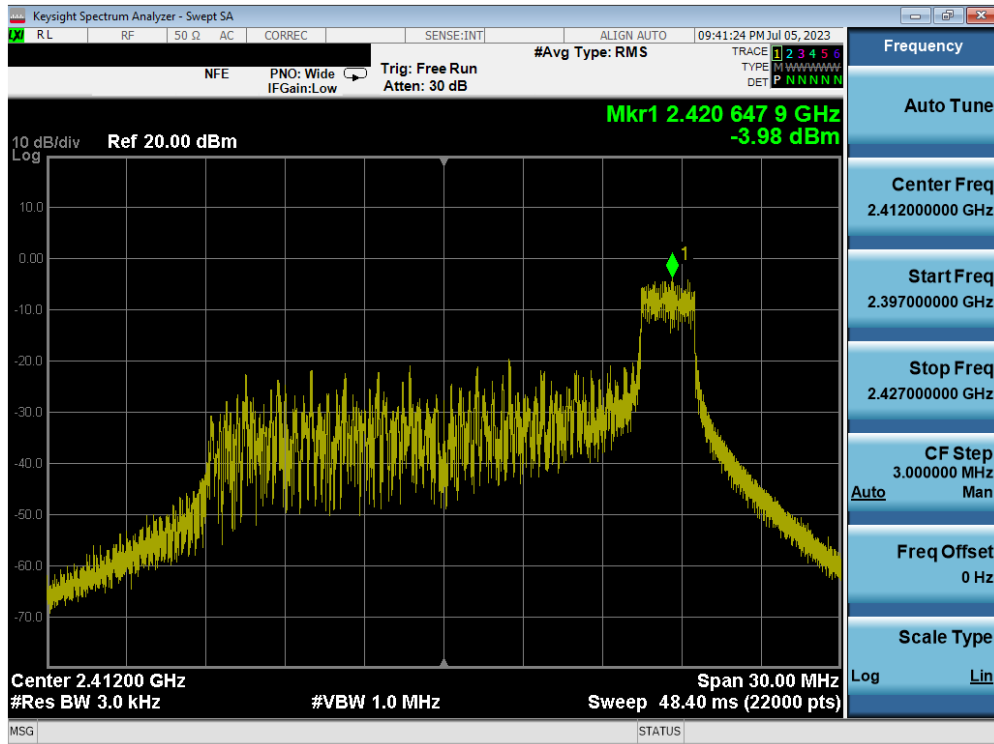 Keysight Spectrum Analyzer - Swept SA
LXI RL RF 50 Ω AC CORREC SENSE:INT ALIGN AUTO 09:41:24 PM Jul 05, 2023
#Avg Type: RMS TRACE 1 2 3 4 5 6
NFE PNO: Wide Trig: Free Run TYPE M WWWWW
IFGain:Low Atten: 30 dB DET P N N N N N
Mkr1 2.420 647 9 GHz
-3.98 dBm
10 dB/div Ref 20.00 dBm
Log
10.0
0.00
1
-10.0
-20.0
-30.0
-40.0
-50.0
-60.0
-70.0
Center 2.41200 GHz Span 30.00 MHz
#Res BW 3.0 kHz #VBW 1.0 MHz Sweep 48.40 ms (22000 pts)
MSG STATUS
Frequency
Auto Tune
Center Freq
2.412000000 GHz
Start Freq
2.397000000 GHz
Stop Freq
2.427000000 GHz
CF Step
3.000000 MHz
Auto Man
Freq Offset
0 Hz
Scale Type
Log Lin